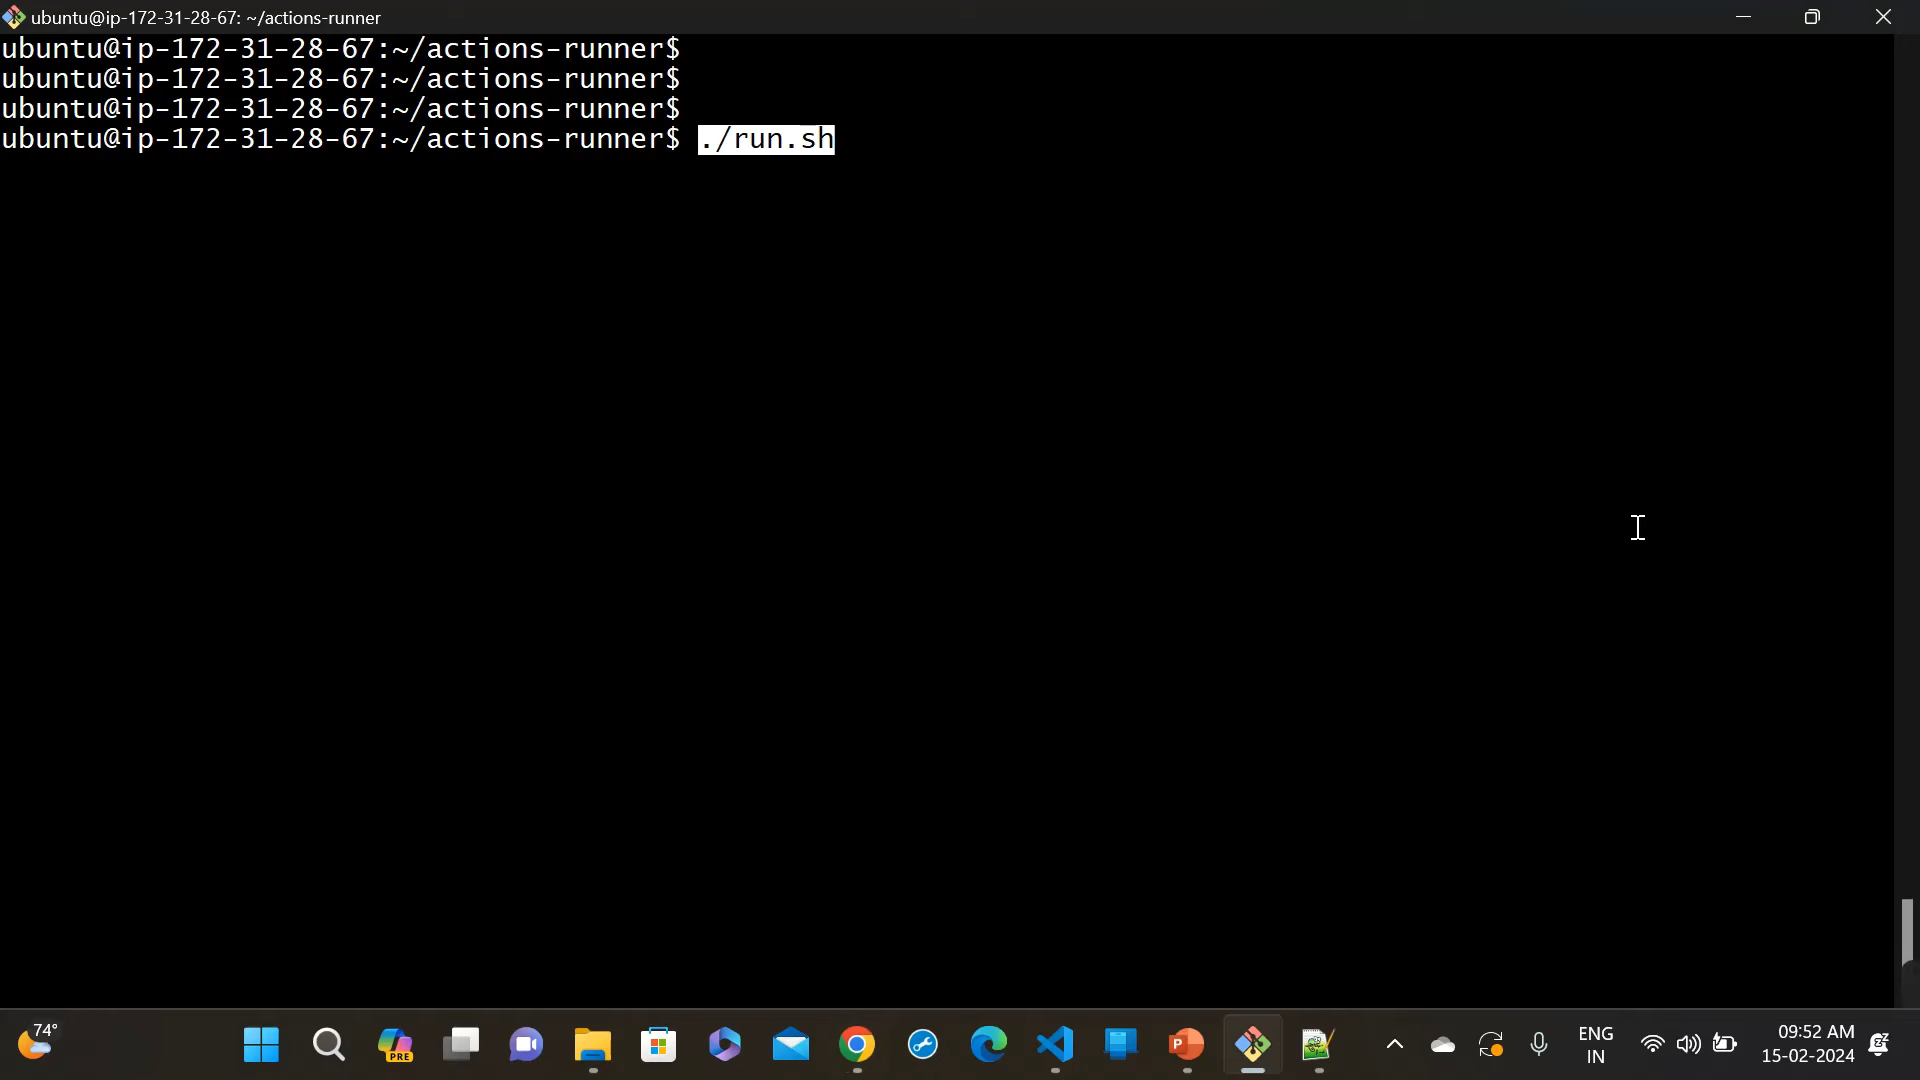 ubuntu@ip-172-31-28-67: ~/actions-runner
ubuntu@ip-172-31-28-67:~/actions-runner$
ubuntu@ip-172-31-28-67:~/actions-runner$
ubuntu@ip-172-31-28-67:~/actions-runner$
ubuntu@ip-172-31-28-67:~/actions-runner$ ./run.sh
74°
PRE
P
ENG
IN
09:52 AM
15-02-2024